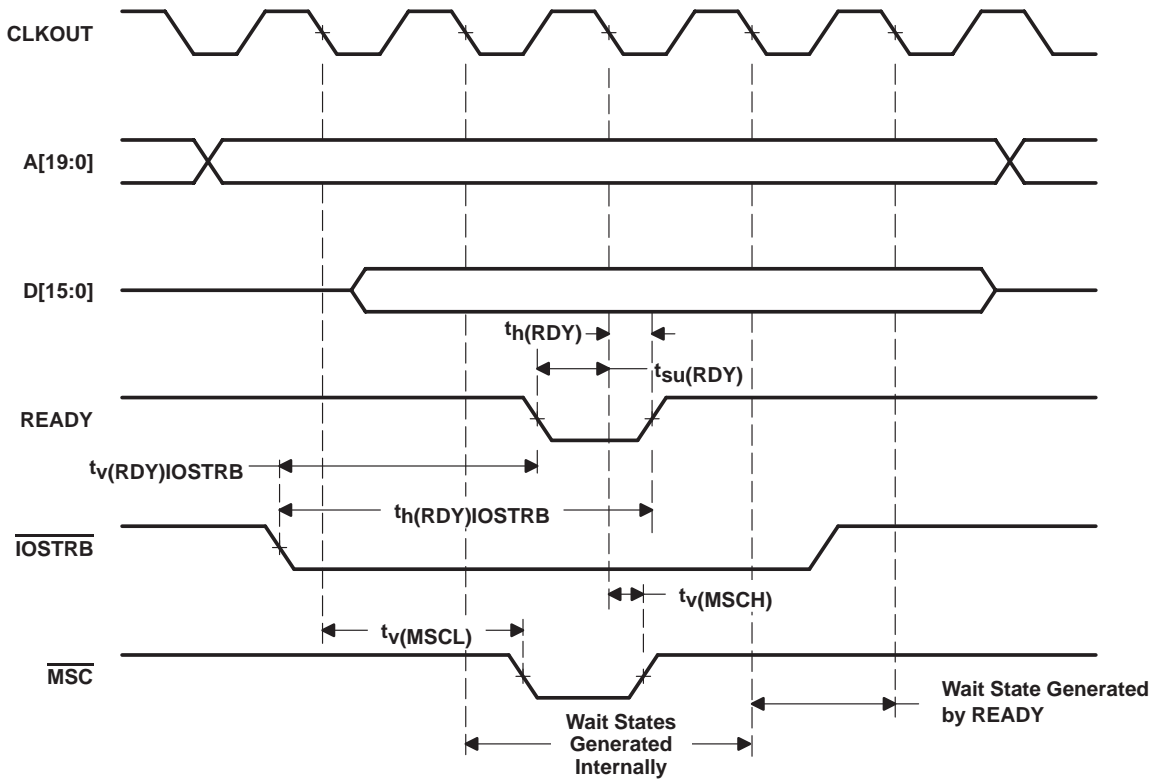 CLKOUT
A[19:0]
D[15:0]
th(RDY)
tsu(RDY)
READY
tv(RDY)IOSTRB
th(RDY)IOSTRB
IOSTRB
tv(MSCH)
tv(MSCL)
MSC
Wait State Generated
by READY
Wait States
Generated
Internally